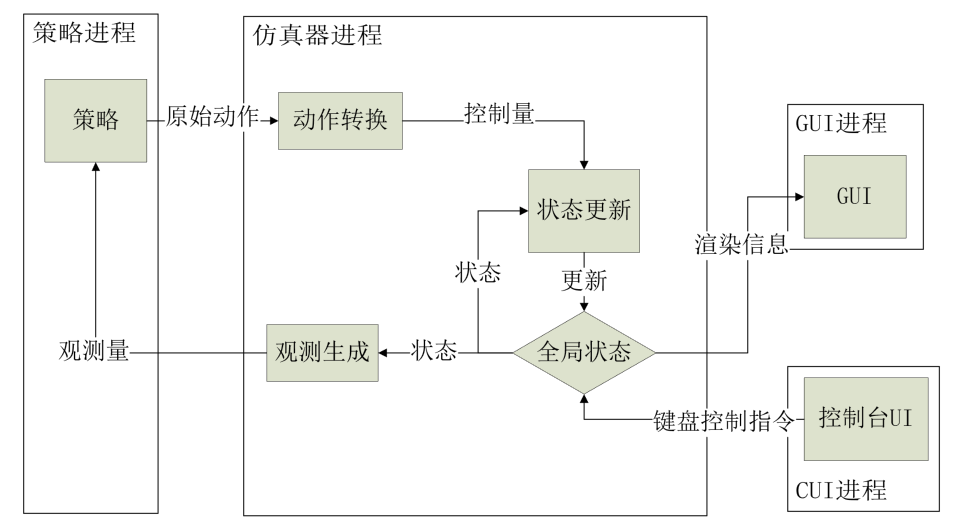 策略进程
仿真器进程
策略
原始动作
动作转换
控制量
GUI进程
GUI
状态更新
渲染信息
状态
更新
观测量
观测生成
状态
全局状态
键盘控制指令
控制台UI
CUI进程